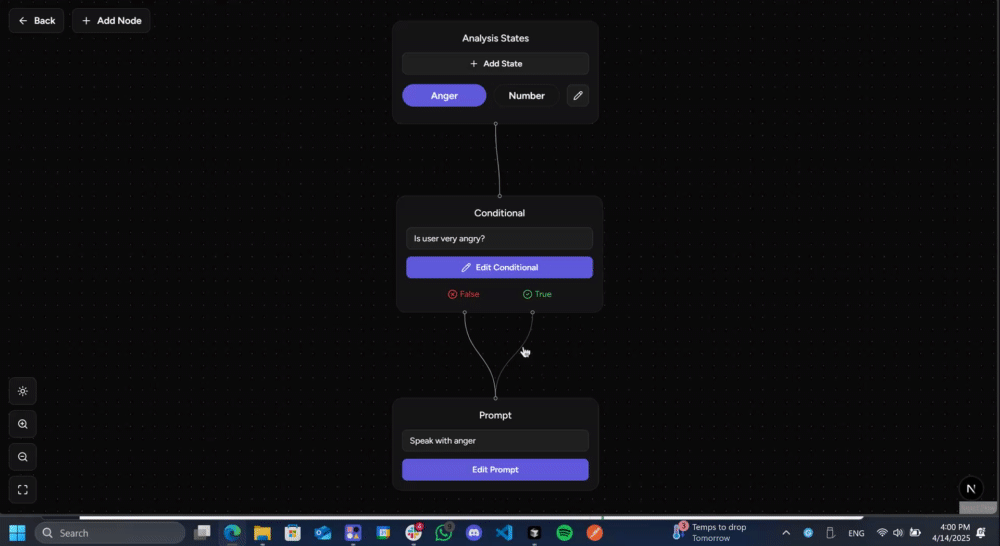 Back
Add Node
Analysis States
Add State
Anger
Number
Conditional
Is user very angry?
Edit Conditional
False
True
Prompt
Speak with anger
Edit Prompt
N
Search
3
Temps to drop
Tomorrow
ENG
4:00 PM
4/14/2025